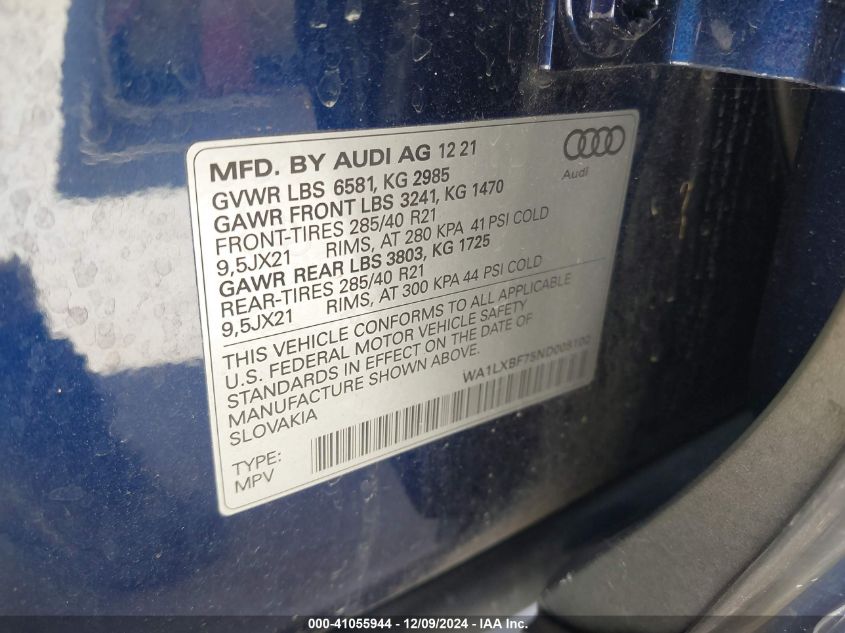 MFD. BY AUDI AG 12 21
Audi
GVWR LBS 6581, KG 2985
GAWR FRONT LBS 3241, KG 1470
FRONT-TIRES 285/40 R21
9,5JX21 RIMS, AT 280 KPA 41 PSI COLD
GAWR REAR LBS 3803, KG 1725
REAR-TIRES 285/40 R21
9,5JX21 RIMS, AT 300 KPA 44 PSI COLD
THIS VEHICLE CONFORMS TO ALL APPLICABLE
U.S. FEDERAL MOTOR VEHICLE SAFETY
STANDARDS IN EFFECT ON THE DATE OF
MANUFACTURE SHOWN ABOVE.
SLOVAKIA
TYPE:
MPV
000-41055944 - 12/09/2024 - IAA Inc.